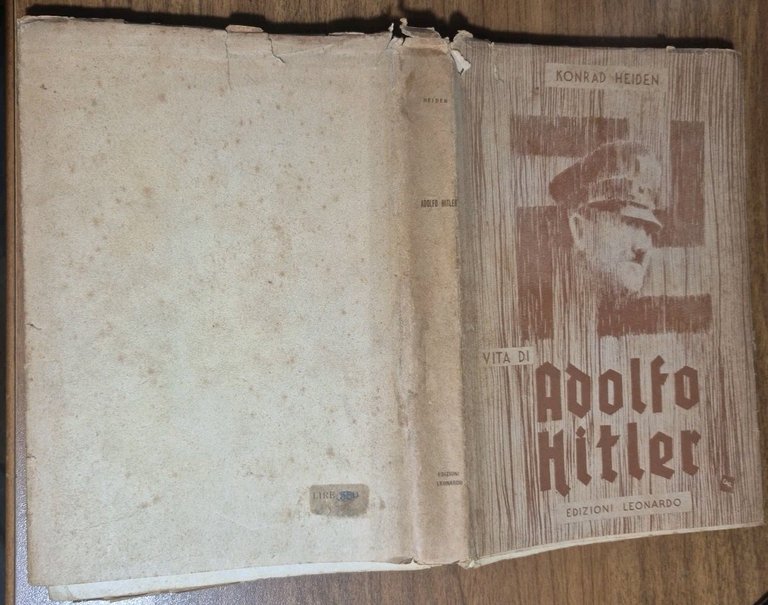 KONRAD HEIDEN
VITA DI
Adolfo
Hitler
EDIZIONI LEONARDO
HEIDEN
ADOLFO HITLER
EDIZIONI
LEONARDO
LIRE